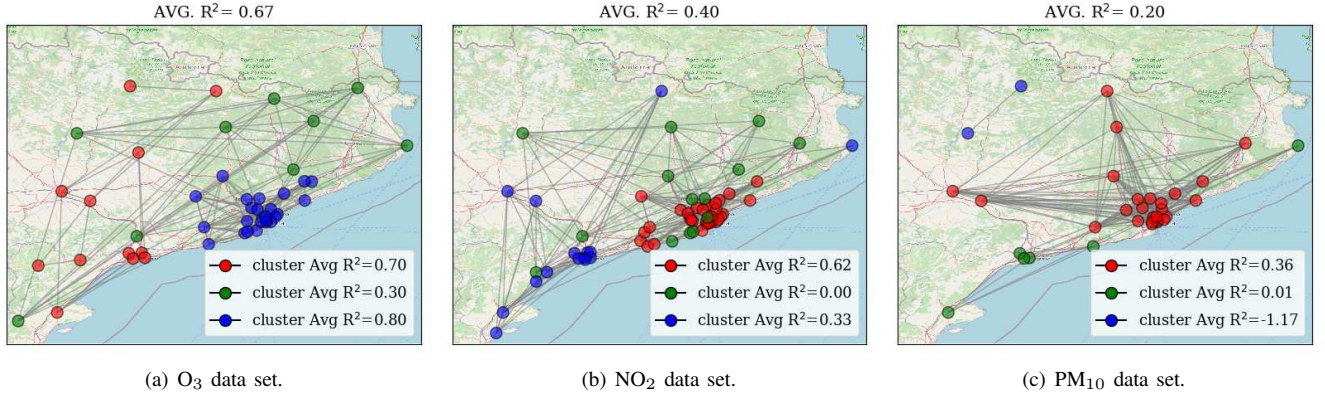 AVG. R²= 0.67
AVG. R²= 0.40
AVG. R²= 0.20
cluster Avg R²=0.70
cluster Avg R²=0.30
cluster Avg R²=0.80
cluster Avg R²=0.62
cluster Avg R²=0.00
cluster Avg R²=0.33
cluster Avg R²=0.36
cluster Avg R²=0.01
cluster Avg R²=-1.17
(a) O₃ data set.
(b) NO₂ data set.
(c) PM₁₀ data set.